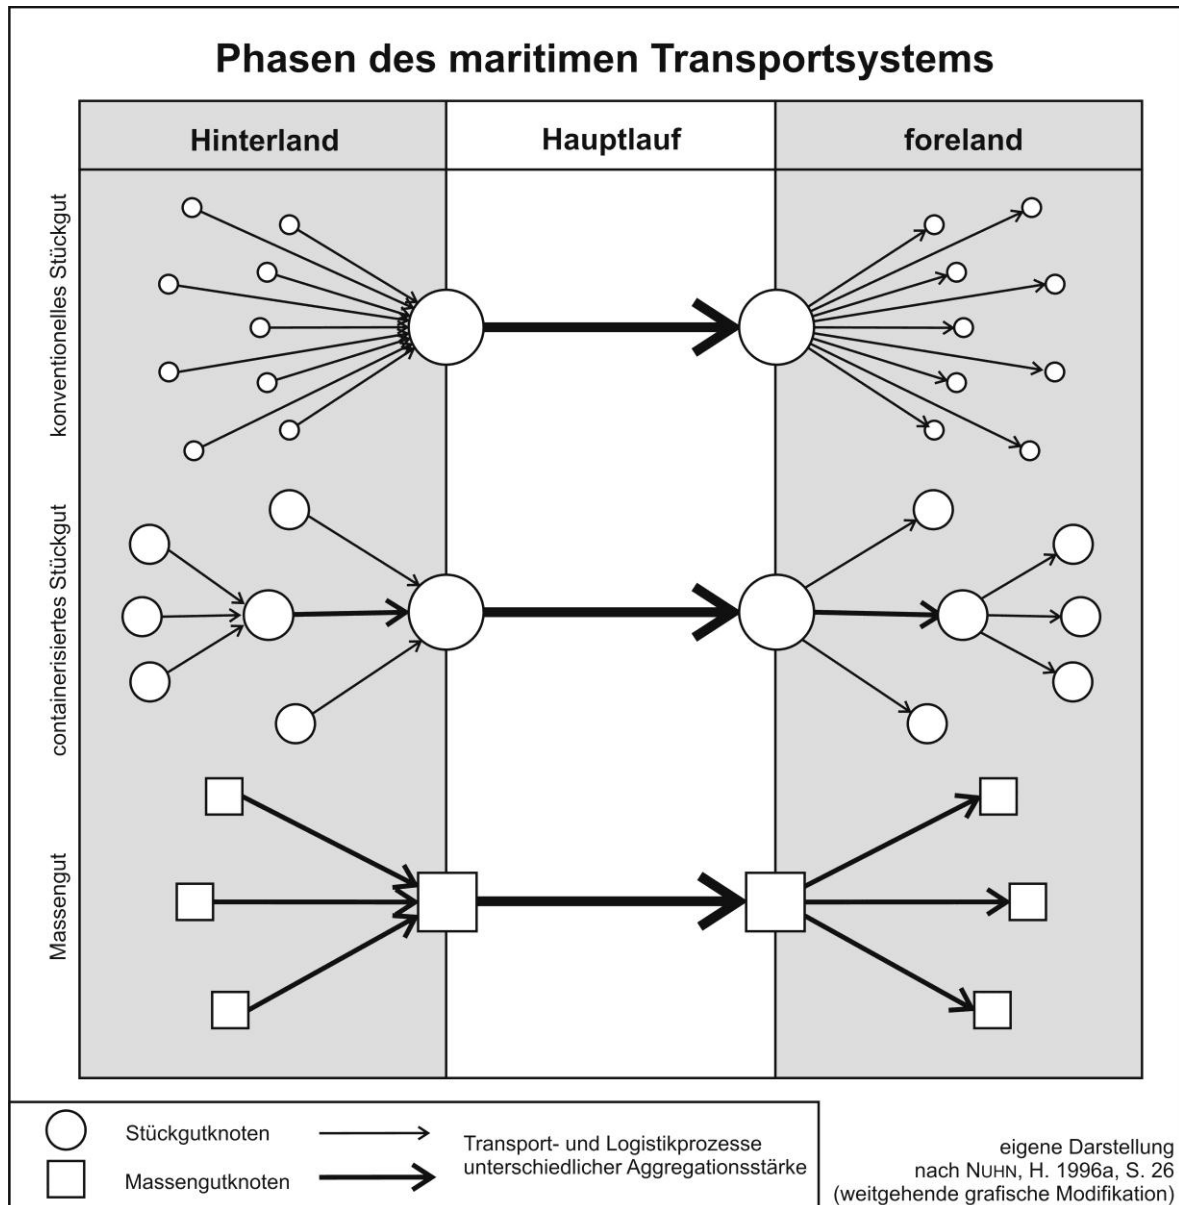 Phasen des maritimen Transportsystems
Hinterland
Hauptlauf
foreland
konventionelles Stückgut
containerisiertes Stückgut
Massengut
Stückgutknoten
Massengutknoten
Transport- und Logistikprozesse
unterschiedlicher Aggregationsstärke
eigene Darstellung
nach NUHN, H. 1996a, S. 26
(weitgehende grafische Modifikation)